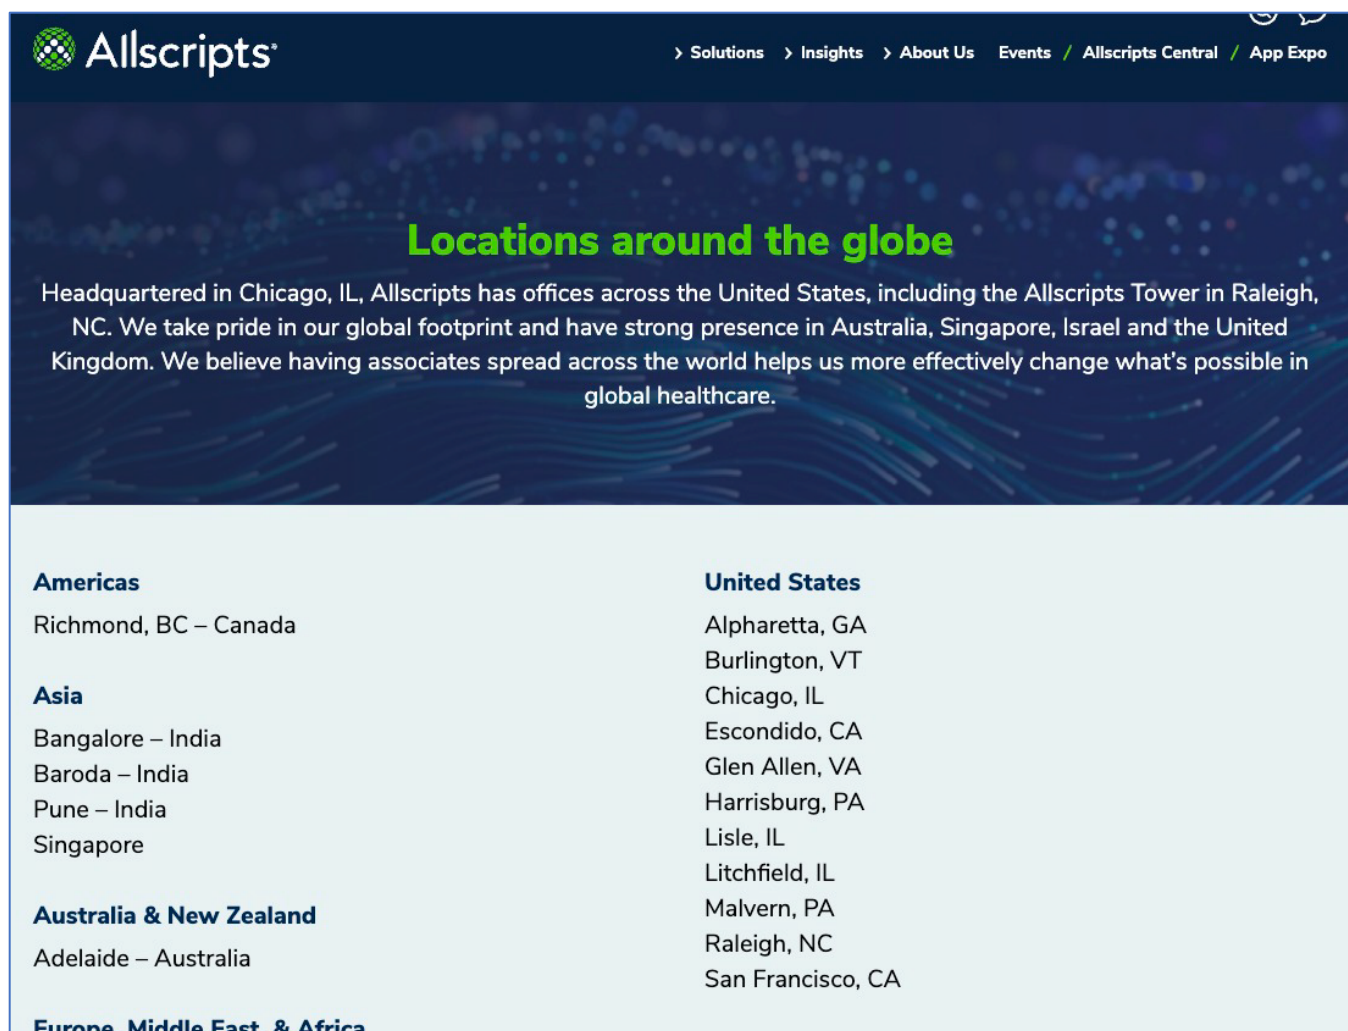 Allscripts®
> Solutions > Insights > About Us Events / Allscripts Central / App Expo
Locations around the globe
Headquartered in Chicago, IL, Allscripts has offices across the United States, including the Allscripts Tower in Raleigh,
NC. We take pride in our global footprint and have strong presence in Australia, Singapore, Israel and the United
Kingdom. We believe having associates spread across the world helps us more effectively change what's possible in
global healthcare.
Americas
Richmond, BC – Canada
Asia
Bangalore – India
Baroda – India
Pune – India
Singapore
Australia & New Zealand
Adelaide – Australia
Europe, Middle East, & Africa
United States
Alpharetta, GA
Burlington, VT
Chicago, IL
Escondido, CA
Glen Allen, VA
Harrisburg, PA
Lisle, IL
Litchfield, IL
Malvern, PA
Raleigh, NC
San Francisco, CA